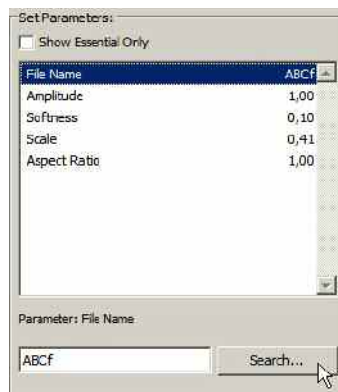 Set Parameters:
Show Essential Only
File Name ABCf
Amplitude 1,00
Softness 0,10
Scale 0,41
Aspect Ratio 1,00
Parameter: File Name
ABCf Search...